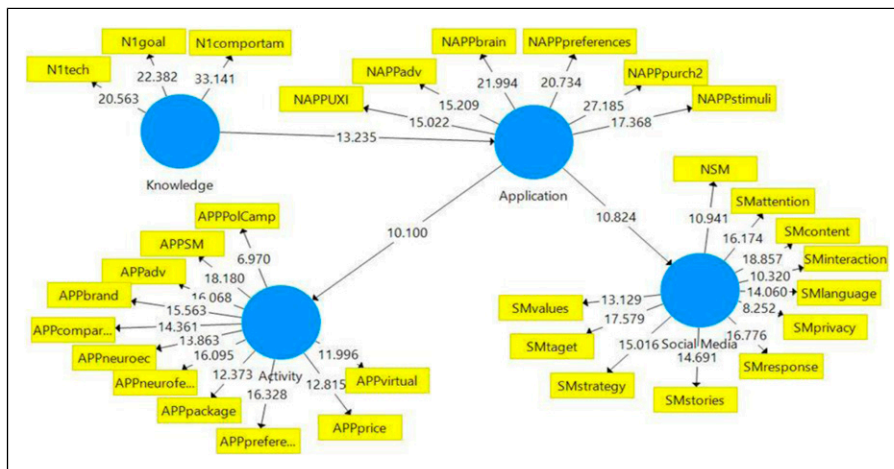 N1goal
N1comportam
N1tech
22.382
33.141
20.563
Knowledge
13.235
NAPPbrain
NAPPpreferences
NAPPadv
NAPPpurch2
NAPPUXI
NAPPstimuli
21.994
20.734
15.209
27.185
15.022
17.368
Application
10.100
10.824
APPPolCamp
APPSM
APPadv
APPbrand
APPcompar...
APPneuroec
APPneurofe...
APPpackage
APPprefere...
APPprice
APPvirtual
6.970
18.180
16.068
15.563
14.361
13.863
16.095
12.373
16.328
12.815
11.996
Activity
NSM
SMattention
SMcontent
SMinteraction
SMlanguage
SMprivacy
SMresponse
SMstories
SMstrategy
SMtaget
SMvalues
10.941
16.174
18.857
10.320
14.060
8.252
16.776
14.691
15.016
17.579
13.129
Social Media